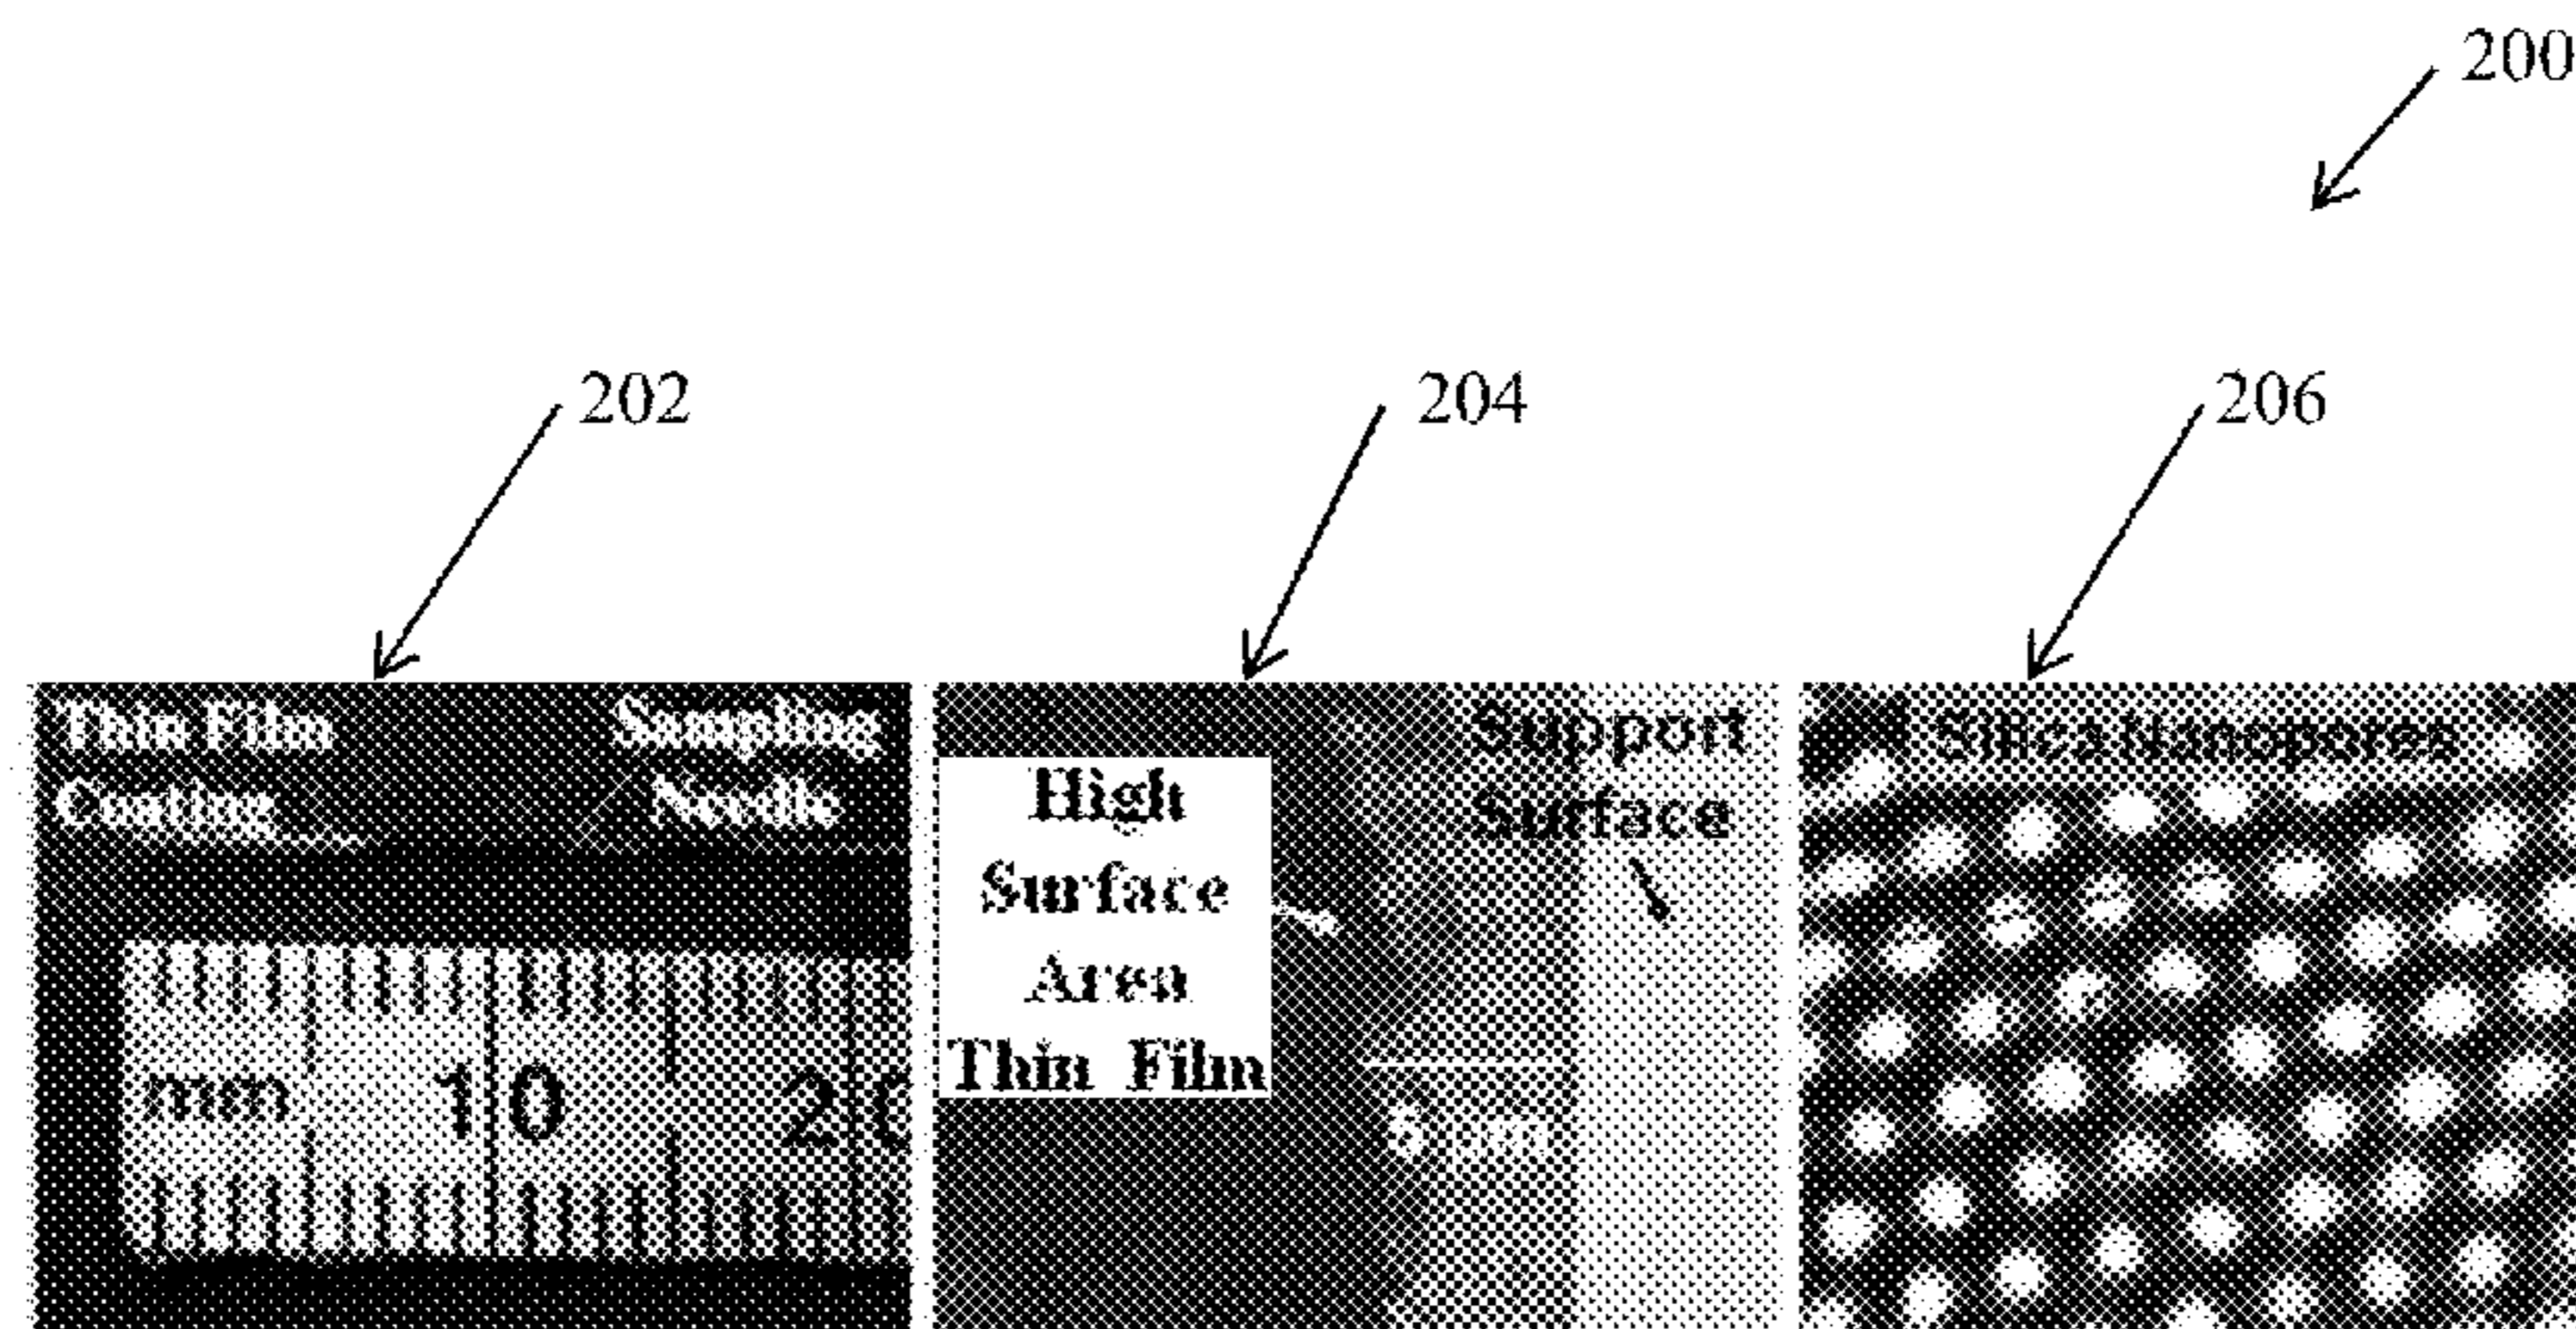 200
202
204
206
Thin Film
Coating
Sampling
Needle
mm
10
20
High
Surface
Area
Thin Film
Support
Surface
Silica Nanopores